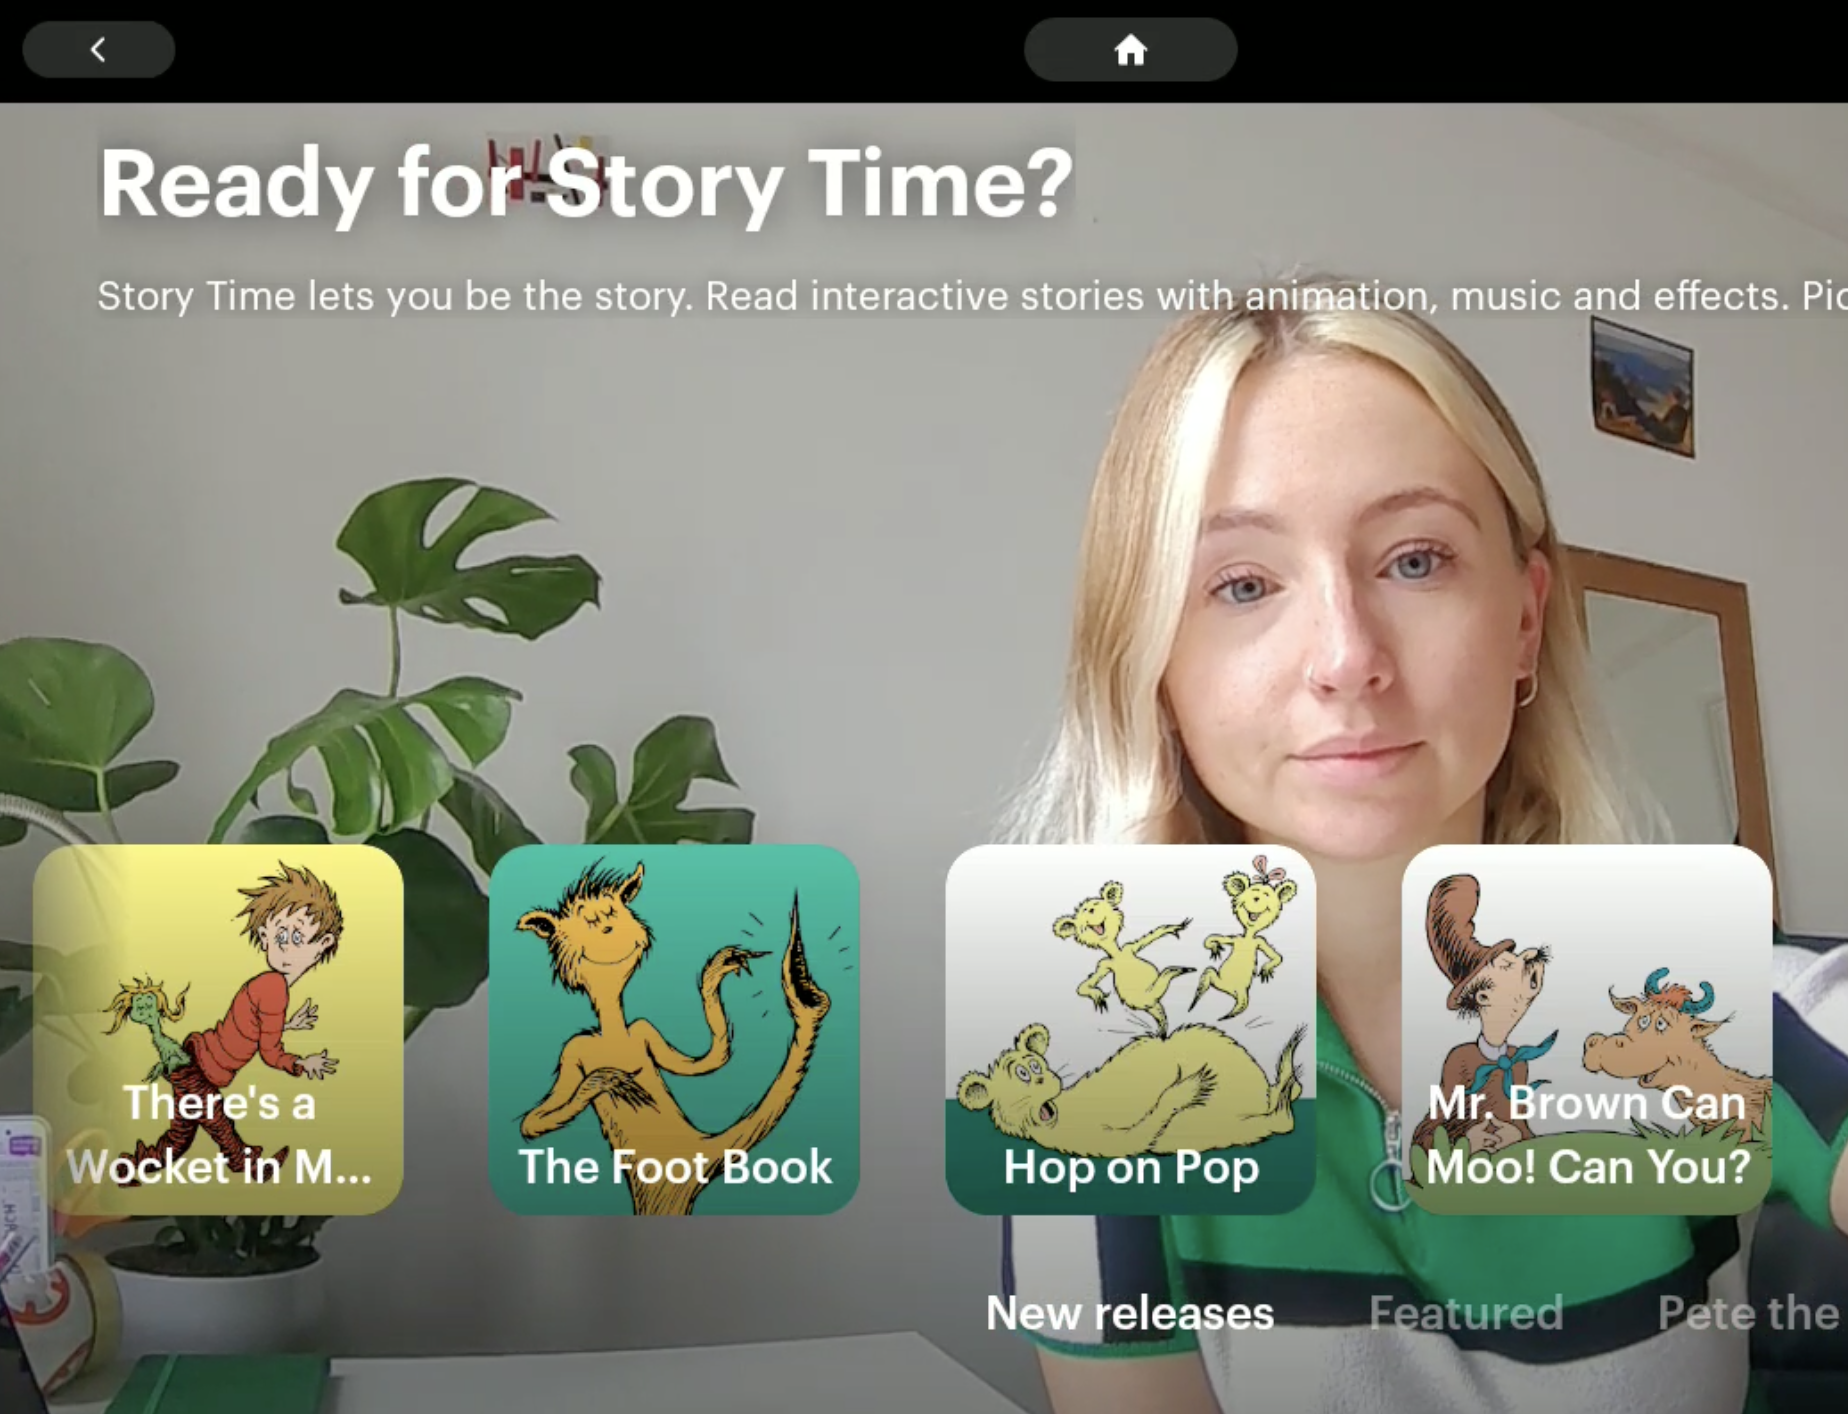 Ready for Story Time?
Story Time lets you be the story. Read interactive stories with animation, music and effects.
There's a
Wocket in M...
The Foot Book
Hop on Pop
Mr. Brown Can
Moo! Can You?
New releases
Featured
Pete the